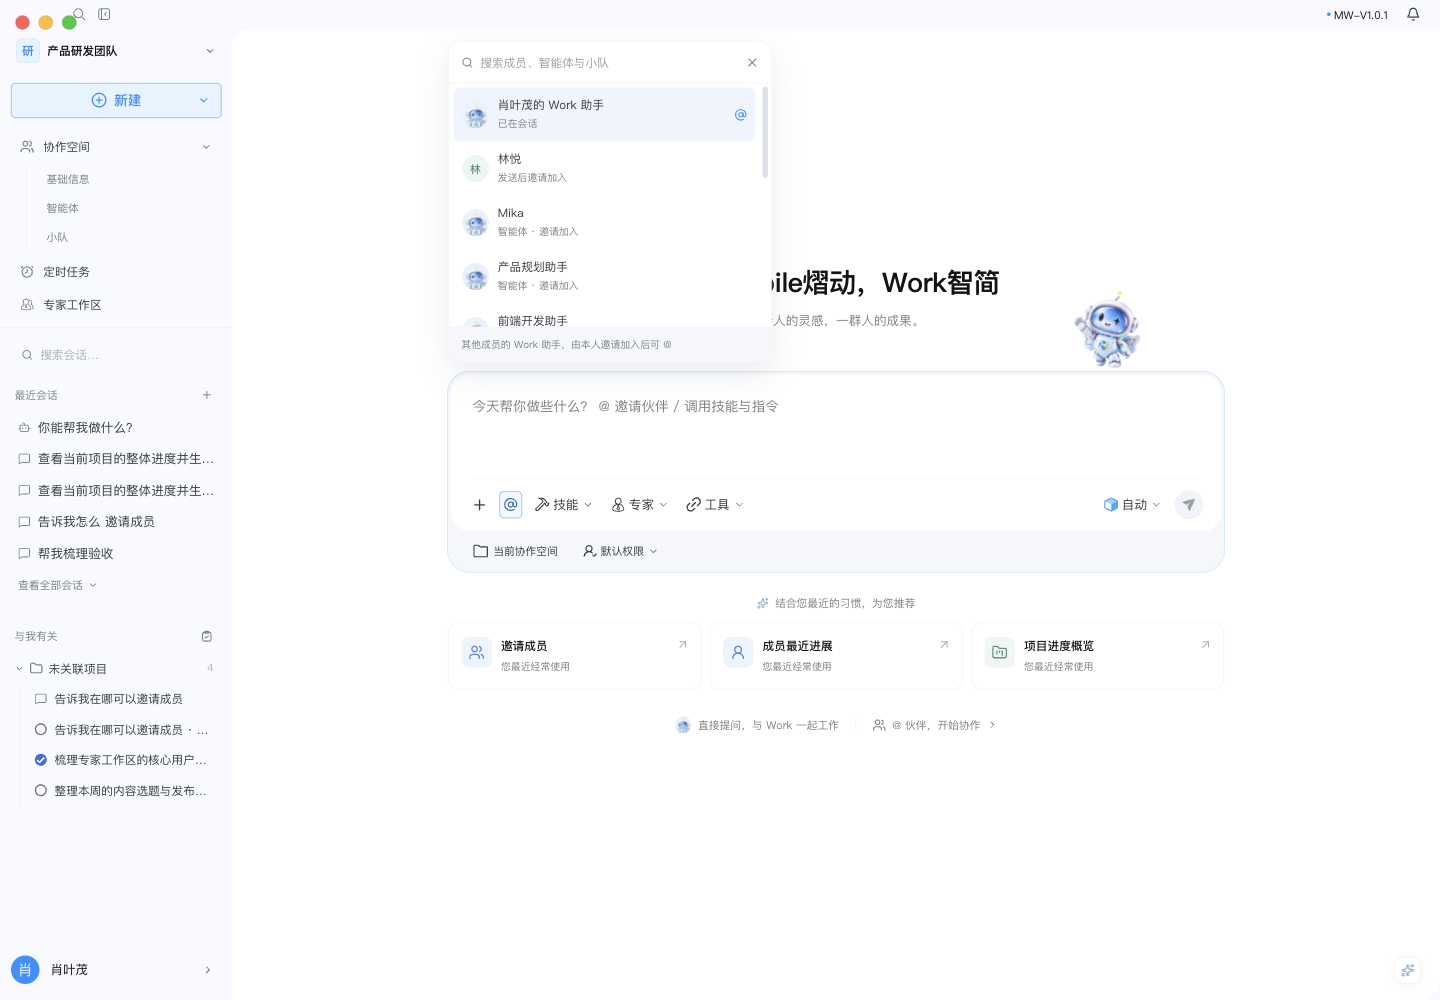 MW-V1.0.1
研 产品研发团队
新建
协作空间
基础信息
智能体
小队
定时任务
专家工作区
搜索会话...
最近会话
你能帮我做什么?
查看当前项目的整体进度并生...
查看当前项目的整体进度并生...
告诉我怎么 邀请成员
帮我梳理验收
查看全部会话
与我有关
未关联项目 4
告诉我在哪可以邀请成员
告诉我在哪可以邀请成员 · ...
梳理专家工作区的核心用户...
整理本周的内容选题与发布...
肖 肖叶茂
搜索成员、智能体与小队
肖叶茂的 Work 助手
已在会话
@
林 林悦
发送后邀请加入
Mika
智能体 · 邀请加入
产品规划助手
智能体 · 邀请加入
前端开发助手
其他成员的 Work 助手，由本人邀请加入后可 @
bile熠动，Work智简
人的灵感，一群人的成果。
今天帮你做些什么？ @ 邀请伙伴 / 调用技能与指令
@ 技能 专家 工具 自动
当前协作空间 默认权限
结合您最近的习惯，为您推荐
邀请成员
您最近经常使用
成员最近进展
您最近经常使用
项目进度概览
您最近经常使用
直接提问，与 Work 一起工作
@ 伙伴，开始协作